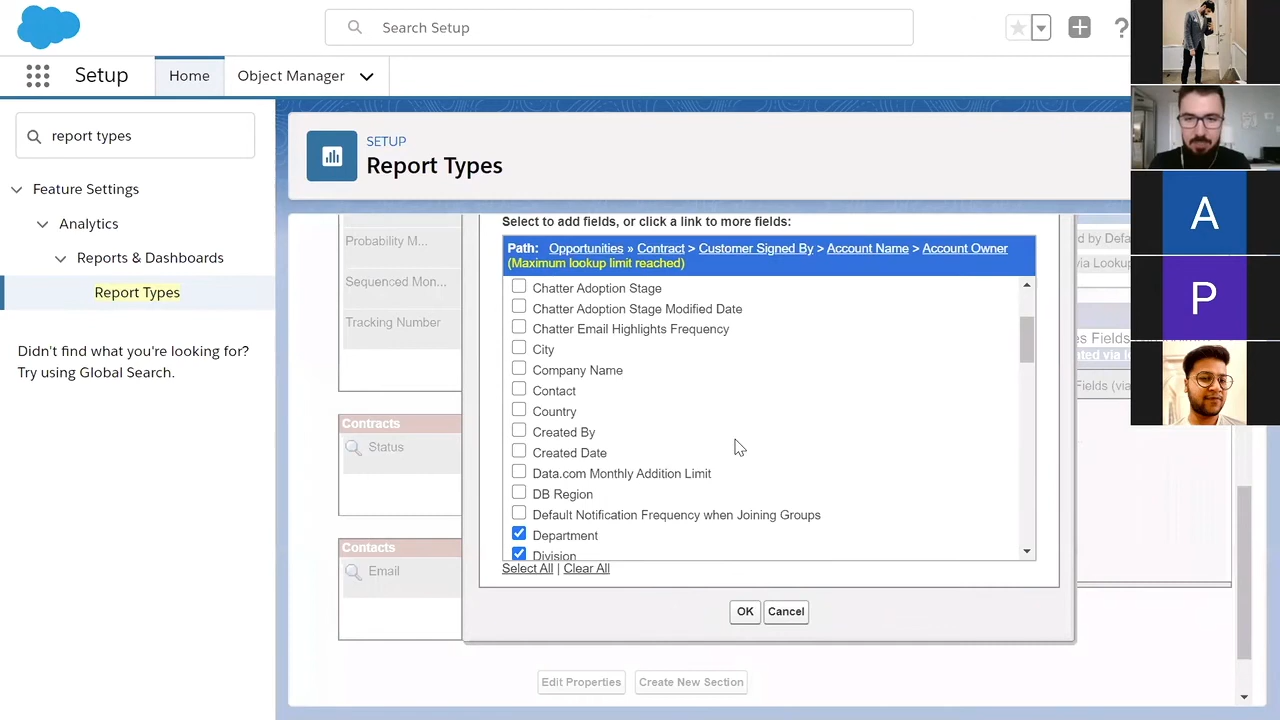 Search Setup
?
Setup
Home
Object Manager
report types
Feature Settings
Analytics
Reports & Dashboards
Report Types
Didn't find what you're looking for?
Try using Global Search.
SETUP
Report Types
Probability M...
Sequenced Mon...
Tracking Number
Contracts
Status
Contacts
Email
Select to add fields, or click a link to more fields:
Path: Opportunities » Contract > Customer Signed By > Account Name > Account Owner
(Maximum lookup limit reached)
Chatter Adoption Stage
Chatter Adoption Stage Modified Date
Chatter Email Highlights Frequency
City
Company Name
Contact
Country
Created By
Created Date
Data.com Monthly Addition Limit
DB Region
Default Notification Frequency when Joining Groups
Department
Division
Select All | Clear All
OK
Cancel
Edit Properties
Create New Section
via Lookup
Fields (via
A
P